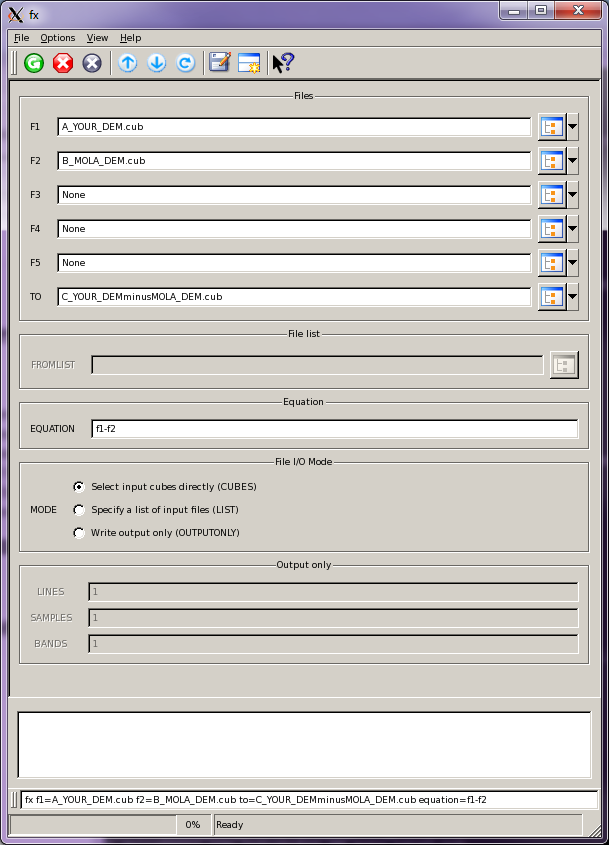 fx
File Options View Help
Files
F1 A_YOUR_DEM.cub
F2 B_MOLA_DEM.cub
F3 None
F4 None
F5 None
TO C_YOUR_DEMminusMOLA_DEM.cub
File list
FROMLIST
Equation
EQUATION f1-f2
File I/O Mode
Select input cubes directly (CUBES)
MODE Specify a list of input files (LIST)
Write output only (OUTPUTONLY)
Output only
LINES 1
SAMPLES 1
BANDS 1
fx f1=A_YOUR_DEM.cub f2=B_MOLA_DEM.cub to=C_YOUR_DEMminusMOLA_DEM.cub equation=f1-f2
0% Ready